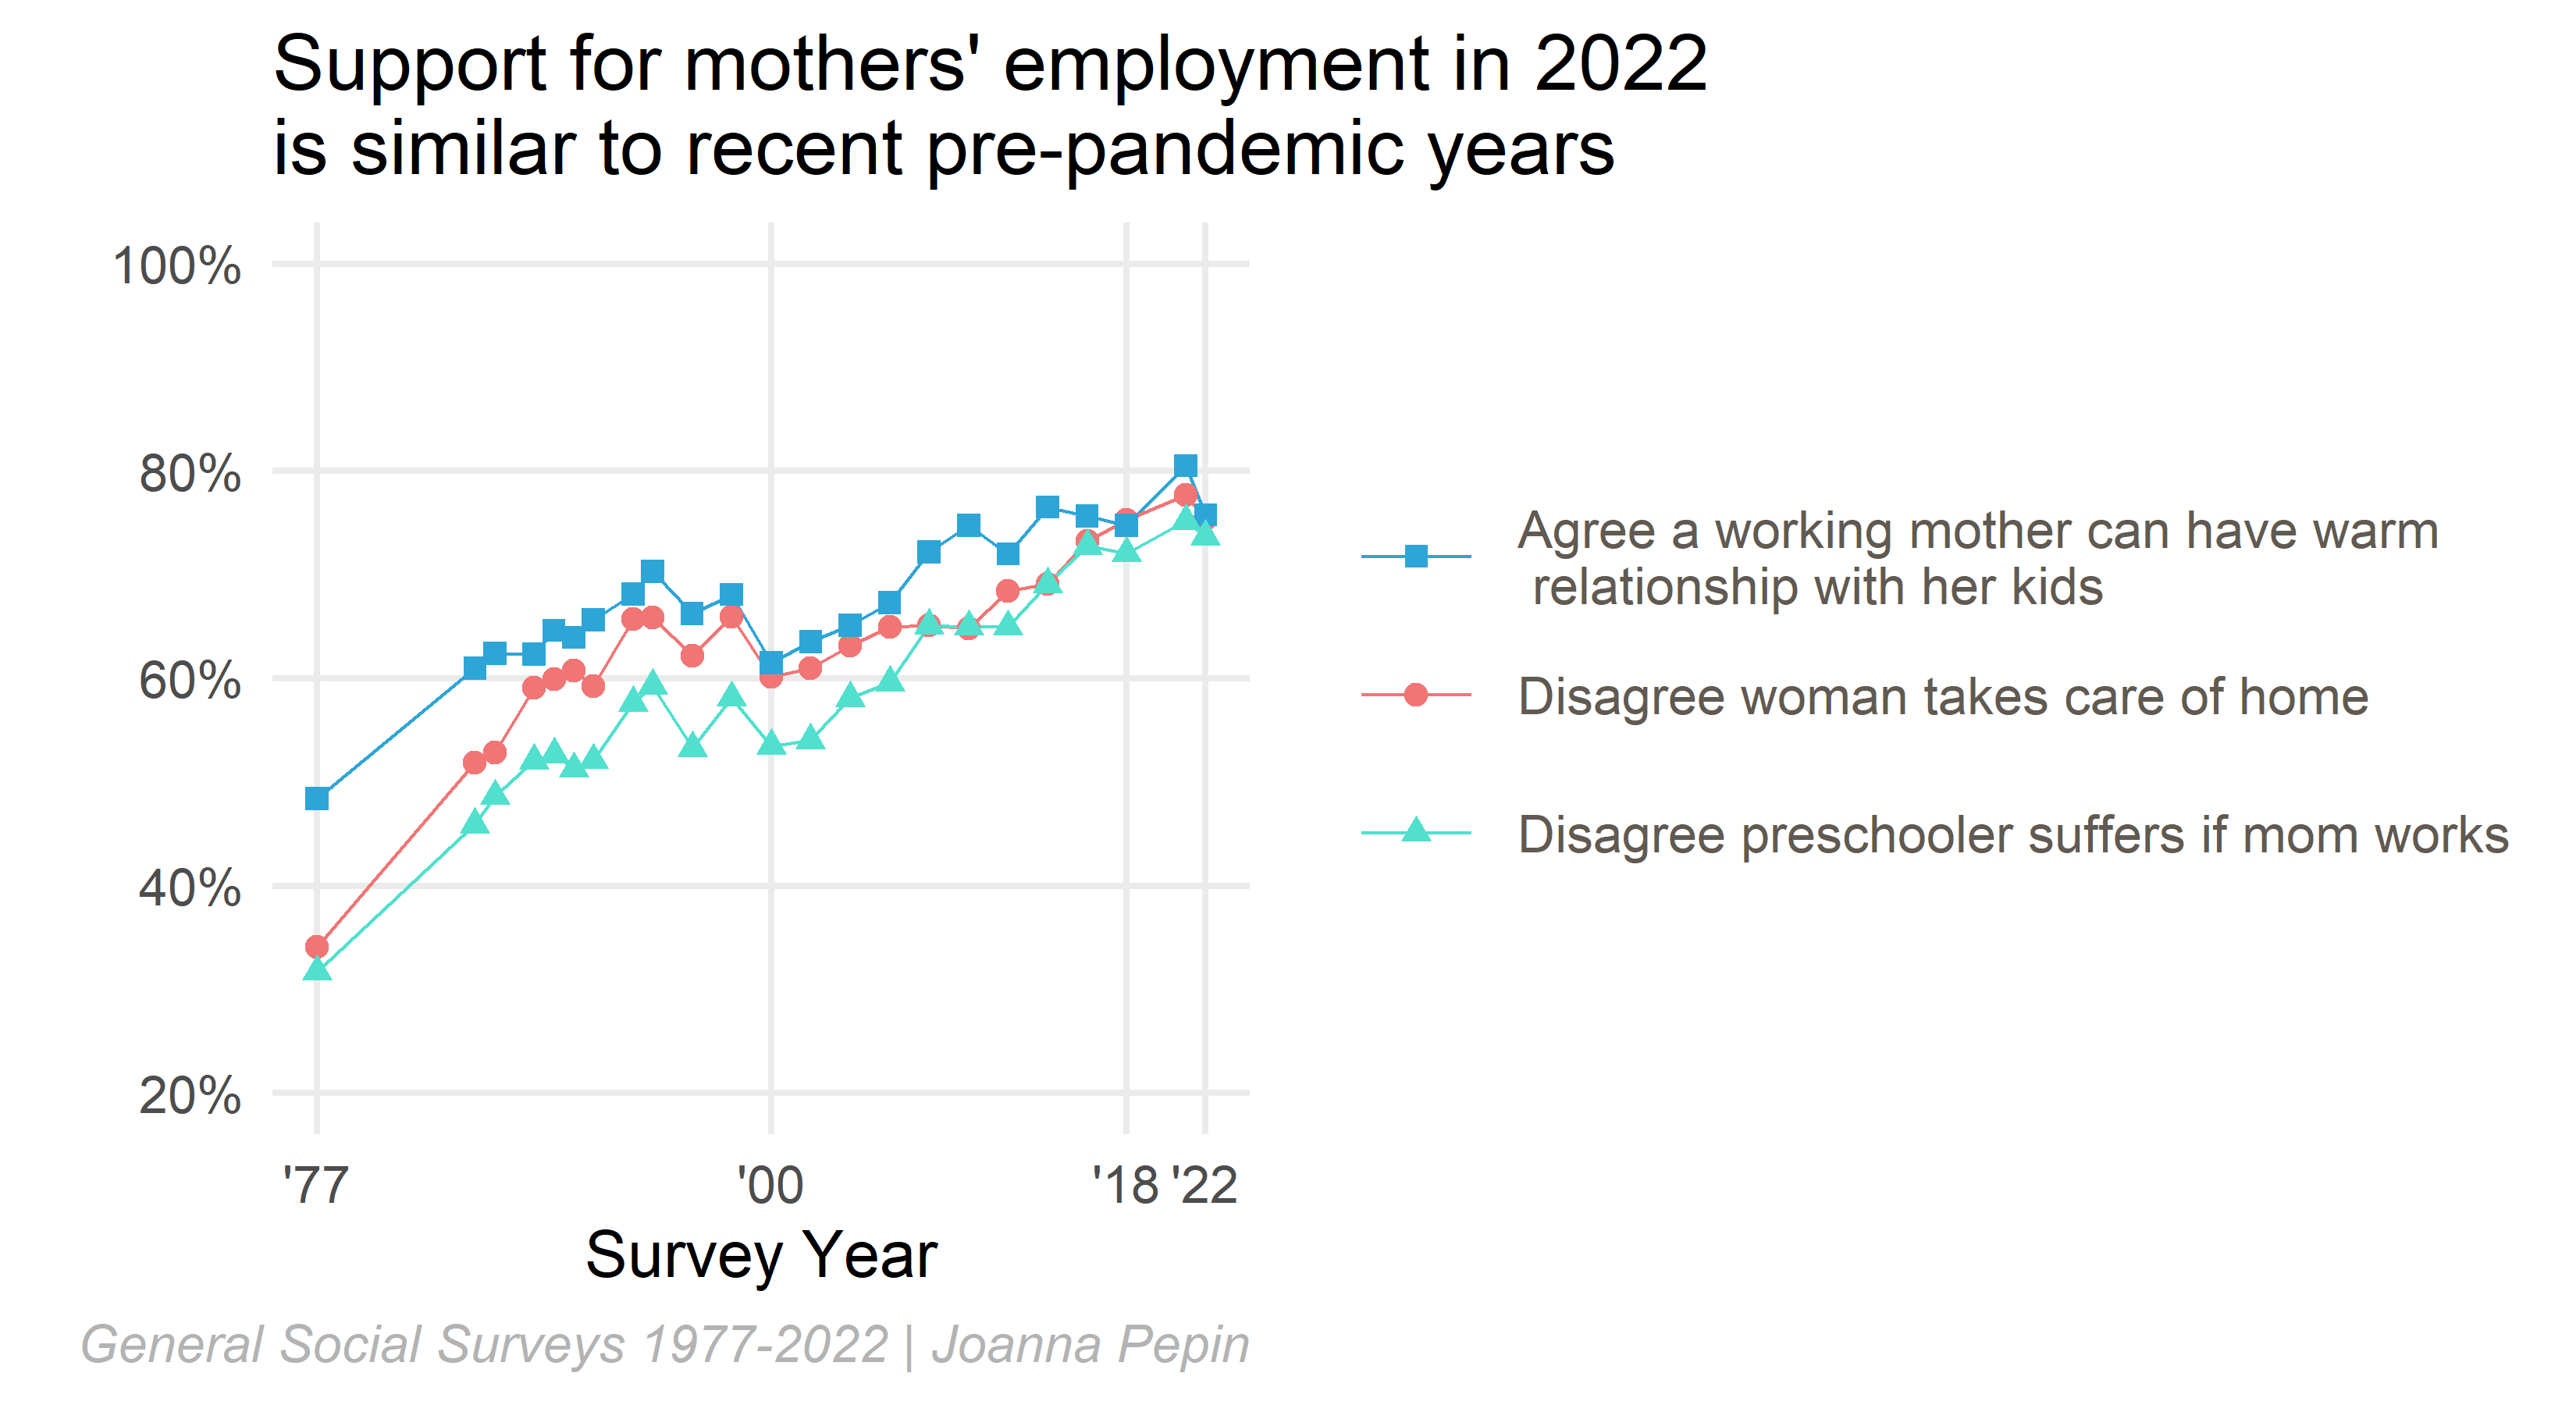 Support for mothers' employment in 2022
is similar to recent pre-pandemic years
100%
80%
60%
40%
20%
'77
'00
'18
'22
Survey Year
Agree a working mother can have warm
relationship with her kids
Disagree woman takes care of home
Disagree preschooler suffers if mom works
General Social Surveys 1977-2022 | Joanna Pepin